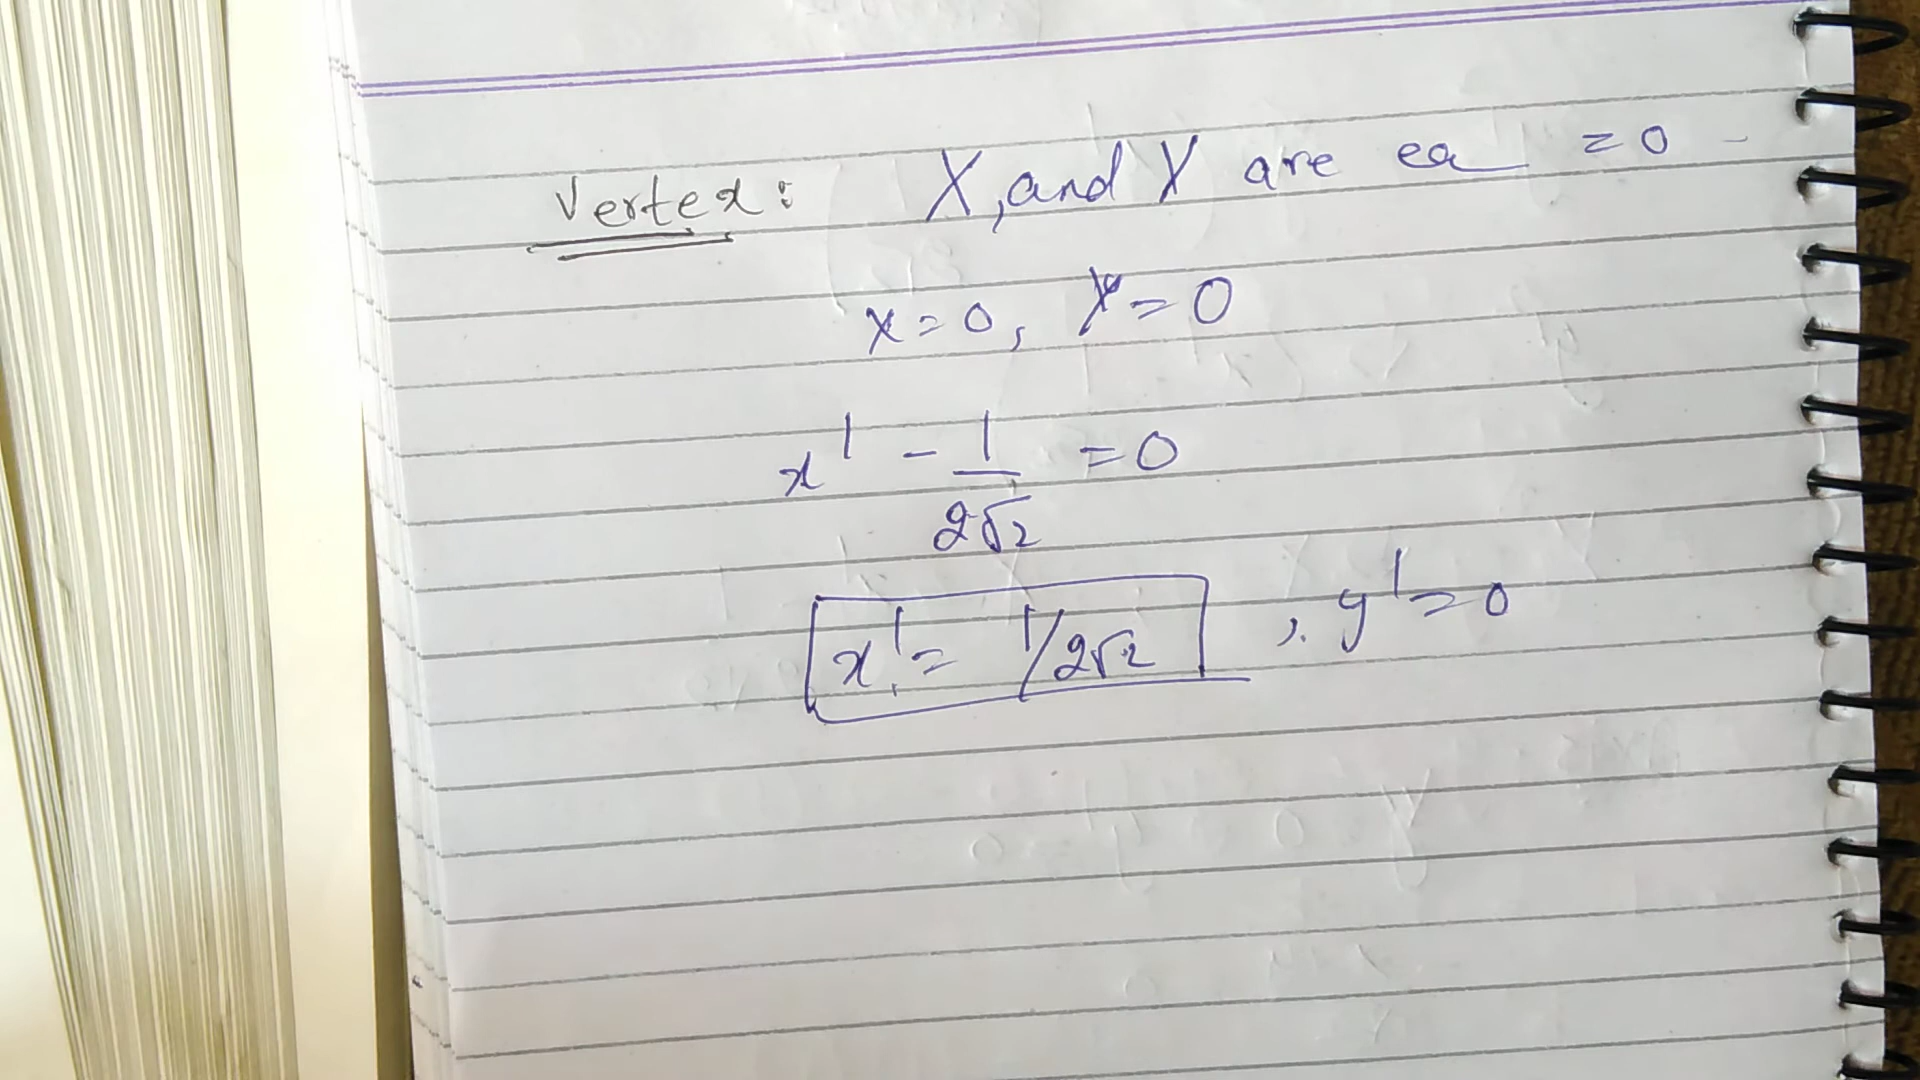 Vertex: X, and Y are ea = 0
X = 0, Y = 0
x' - 1/2√2 = 0
x' = 1/2√2, y' = 0